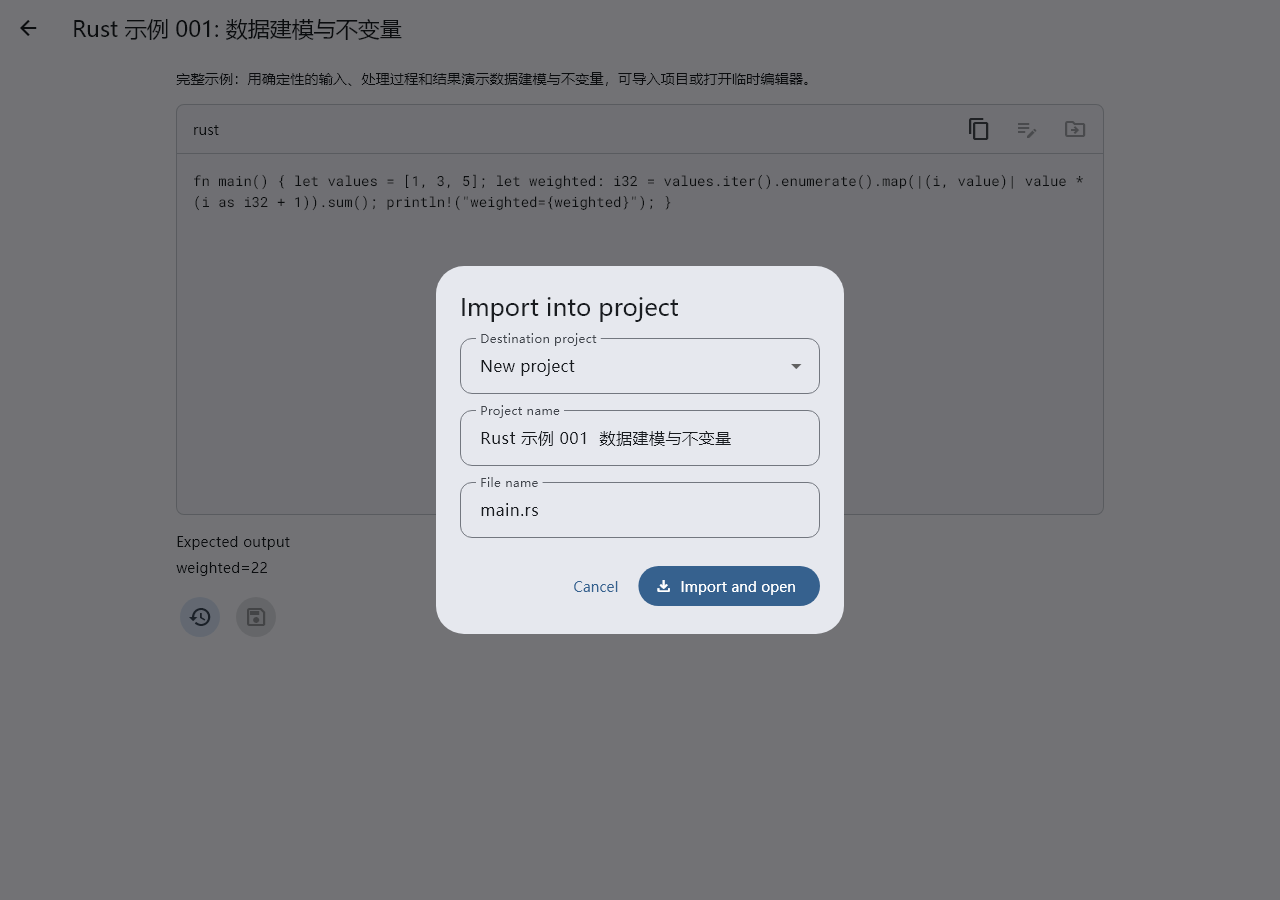 Rust 示例 001: 数据建模与不变量
完整示例：用确定性的输入、处理过程和结果演示数据建模与不变量，可导入项目或打开临时编辑器。
rust
fn main() { let values = [1, 3, 5]; let weighted: i32 = values.iter().enumerate().map(|(i, value)| value *
(i as i32 + 1)).sum(); println!("weighted={weighted}"); }
Import into project
Destination project
New project
Project name
Rust 示例 001  数据建模与不变量
File name
main.rs
Cancel
Import and open
Expected output
weighted=22